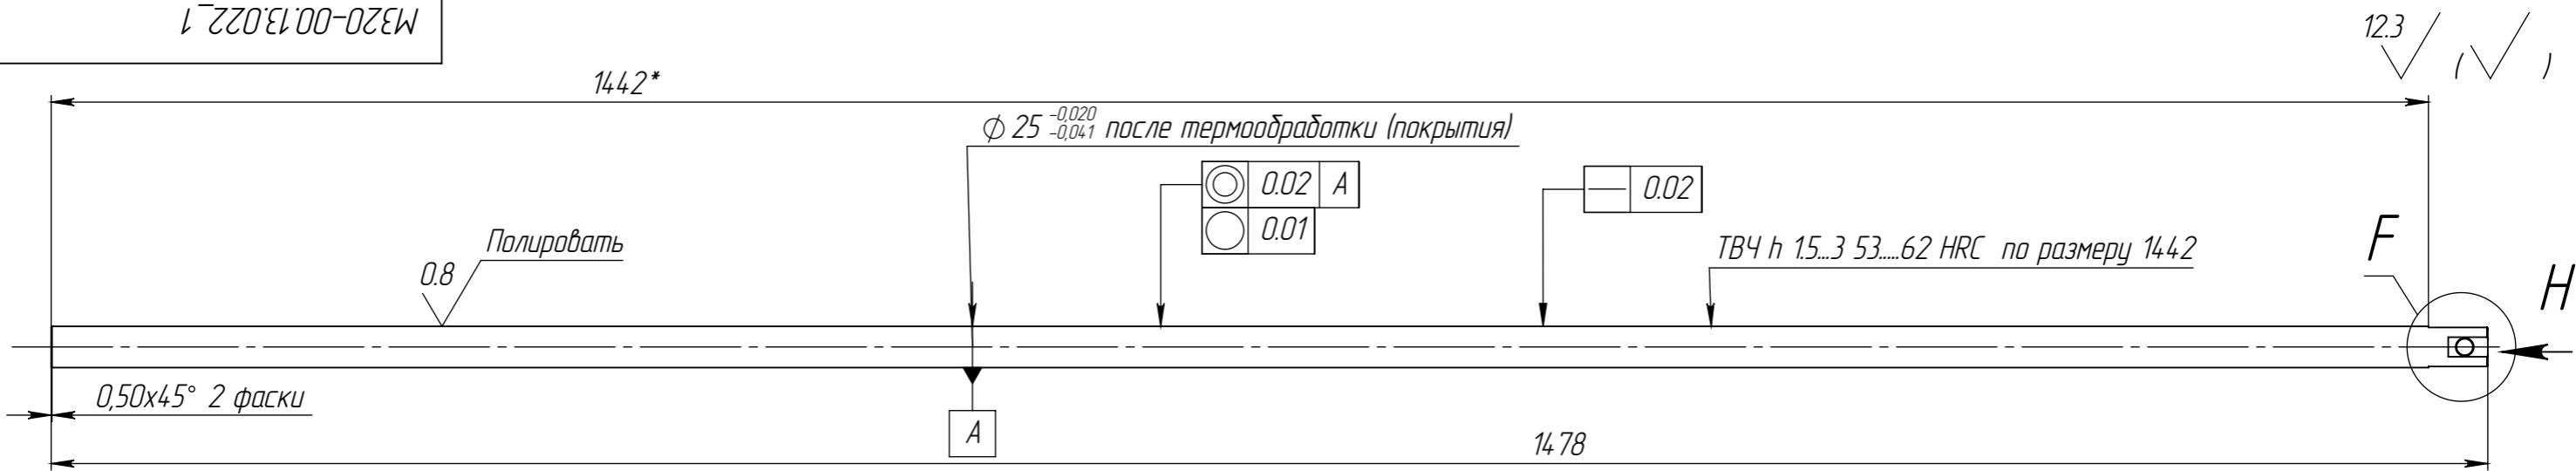 М320-00.13.022_1
12.3
( )
1442*
⌀ 25 -0,020 -0,041 после термообработки (покрытия)
0.02 А
0.01
0.02
Полировать
0.8
ТВЧ h 1.5...3 53.....62 HRC по размеру 1442
F
H
0,50х45° 2 фаски
А
1478